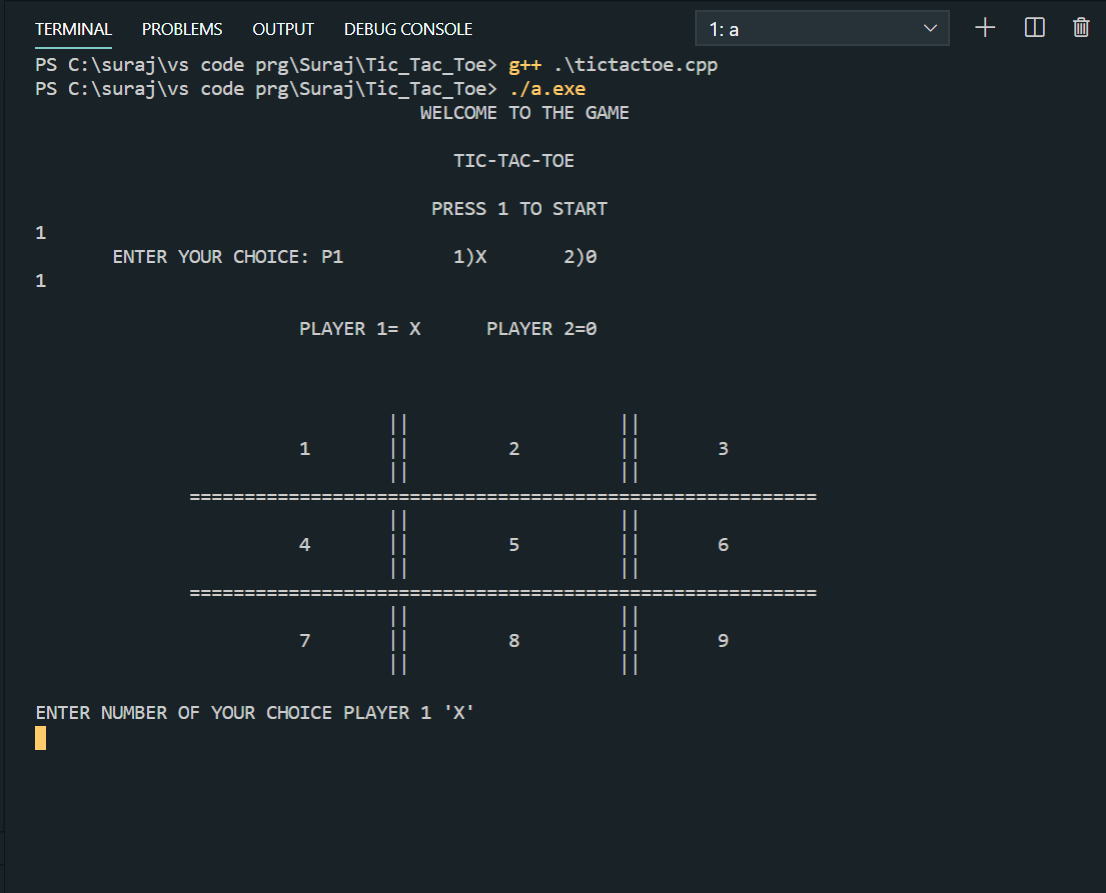 TERMINAL PROBLEMS OUTPUT DEBUG CONSOLE 1: a
PS C:\suraj\vs code prg\Suraj\Tic_Tac_Toe> g++ .\tictactoe.cpp
PS C:\suraj\vs code prg\Suraj\Tic_Tac_Toe> ./a.exe
WELCOME TO THE GAME
TIC-TAC-TOE
PRESS 1 TO START
1
ENTER YOUR CHOICE: P1 1)X 2)0
1
PLAYER 1= X PLAYER 2=0
|| ||
1 || 2 || 3
|| ||
=========================================================
|| ||
4 || 5 || 6
|| ||
=========================================================
|| ||
7 || 8 || 9
|| ||
ENTER NUMBER OF YOUR CHOICE PLAYER 1 'X'